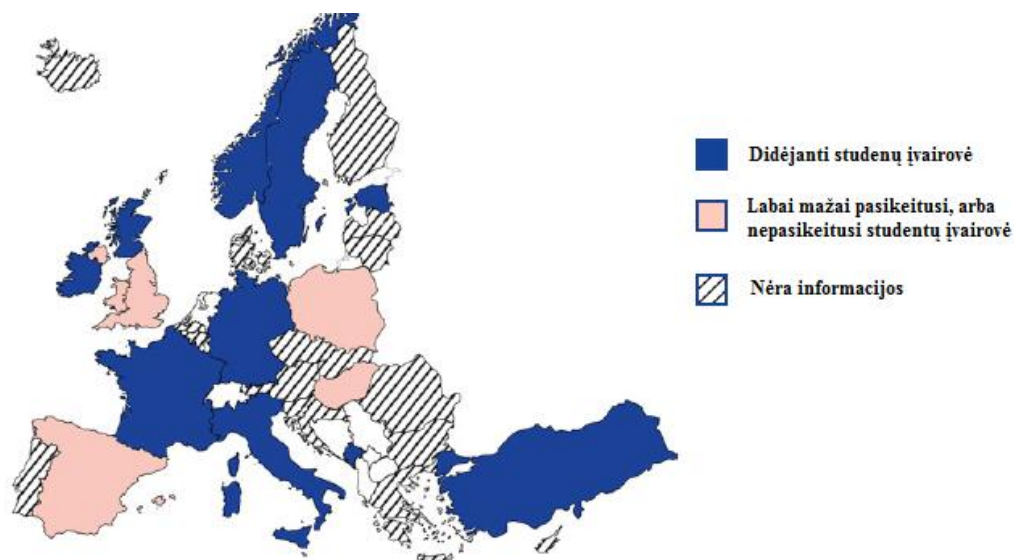 Didėjanti studenų įvairovė
Labai mažai pasikeitusi, arba
nepasikeitusi studentų įvairovė
Nėra informacijos